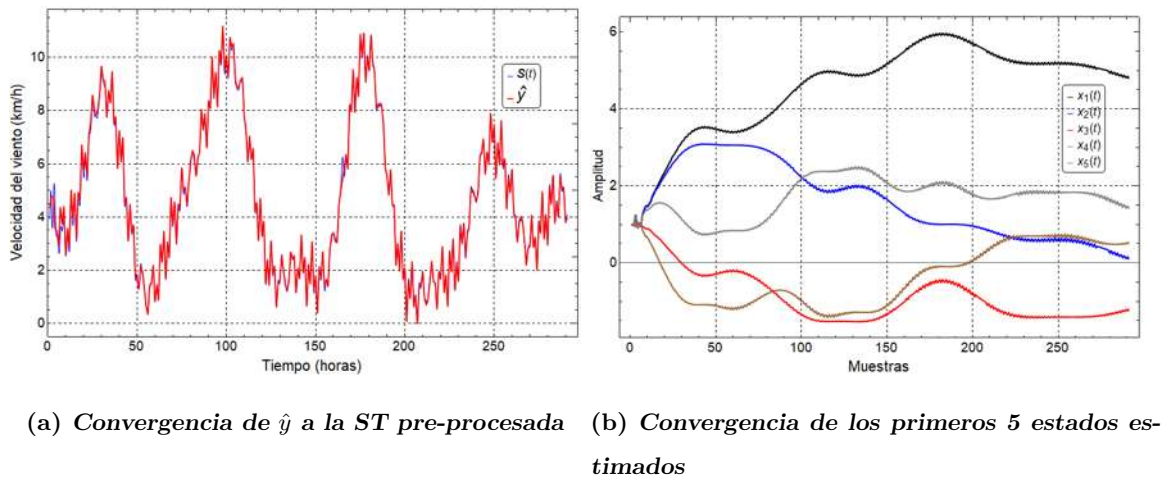 10
8
6
4
2
0
0
50
100
150
200
250
Velocidad del viento (km/h)
Tiempo (horas)
S(t)
ŷ
6
4
2
0
0
50
100
150
200
250
Amplitud
Muestras
x₁(t)
x₂(t)
x₃(t)
x₄(t)
x₅(t)
(a) Convergencia de ŷ a la ST pre-procesada
(b) Convergencia de los primeros 5 estados es-
timados